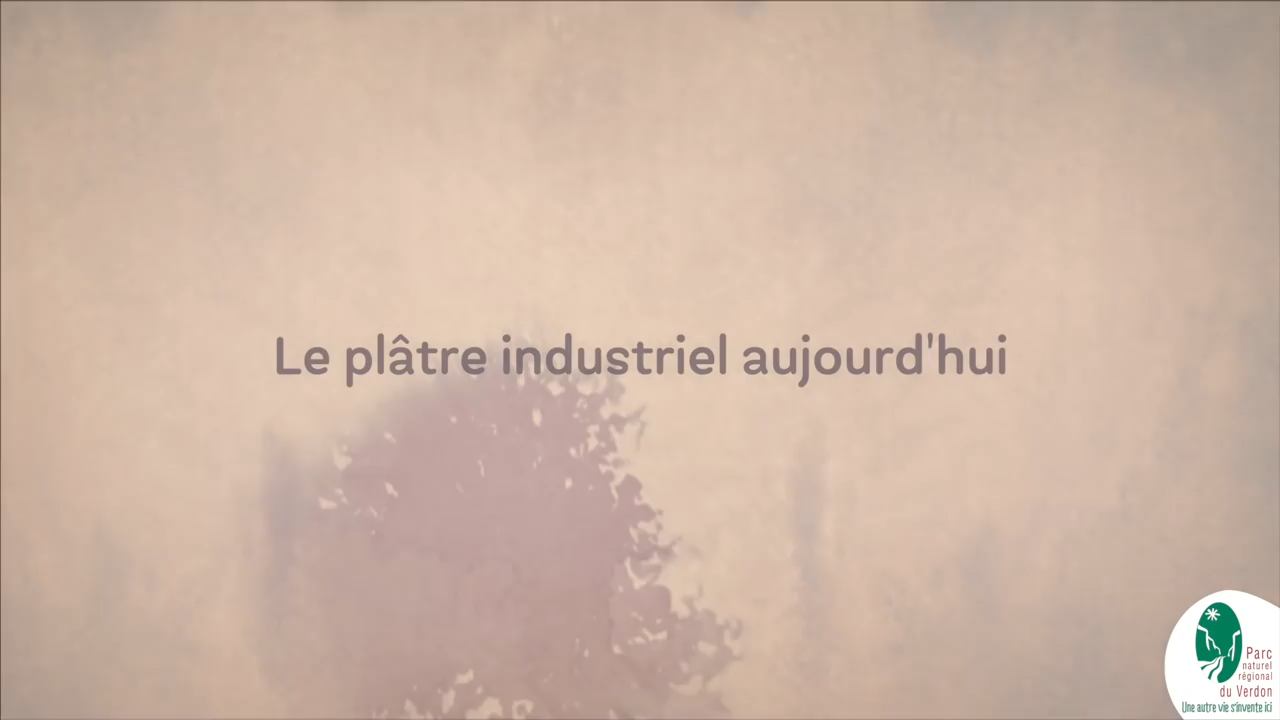 Le plâtre industriel aujourd'hui
Parc
naturel
régional
du Verdon
Une autre vie s'invente ici